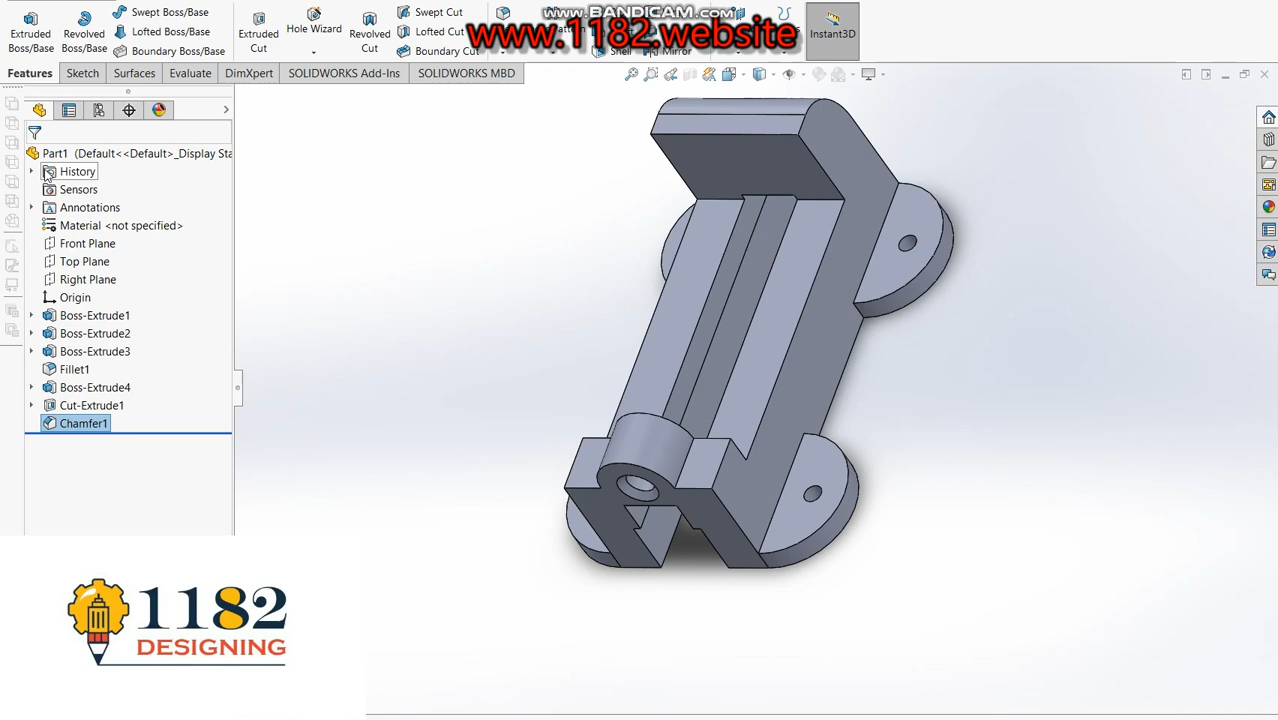 www.BANDICAM.com
www.1182.website
Extruded Boss/Base
Revolved Boss/Base
Swept Boss/Base
Lofted Boss/Base
Boundary Boss/Base
Extruded Cut
Hole Wizard
Revolved Cut
Swept Cut
Lofted Cut
Boundary Cut
Shell
Mirror
Instant3D
Features
Sketch
Surfaces
Evaluate
DimXpert
SOLIDWORKS Add-Ins
SOLIDWORKS MBD
Part1 (Default<<Default>_Display Sta
History
Sensors
Annotations
Material <not specified>
Front Plane
Top Plane
Right Plane
Origin
Boss-Extrude1
Boss-Extrude2
Boss-Extrude3
Fillet1
Boss-Extrude4
Cut-Extrude1
Chamfer1
1182
DESIGNING